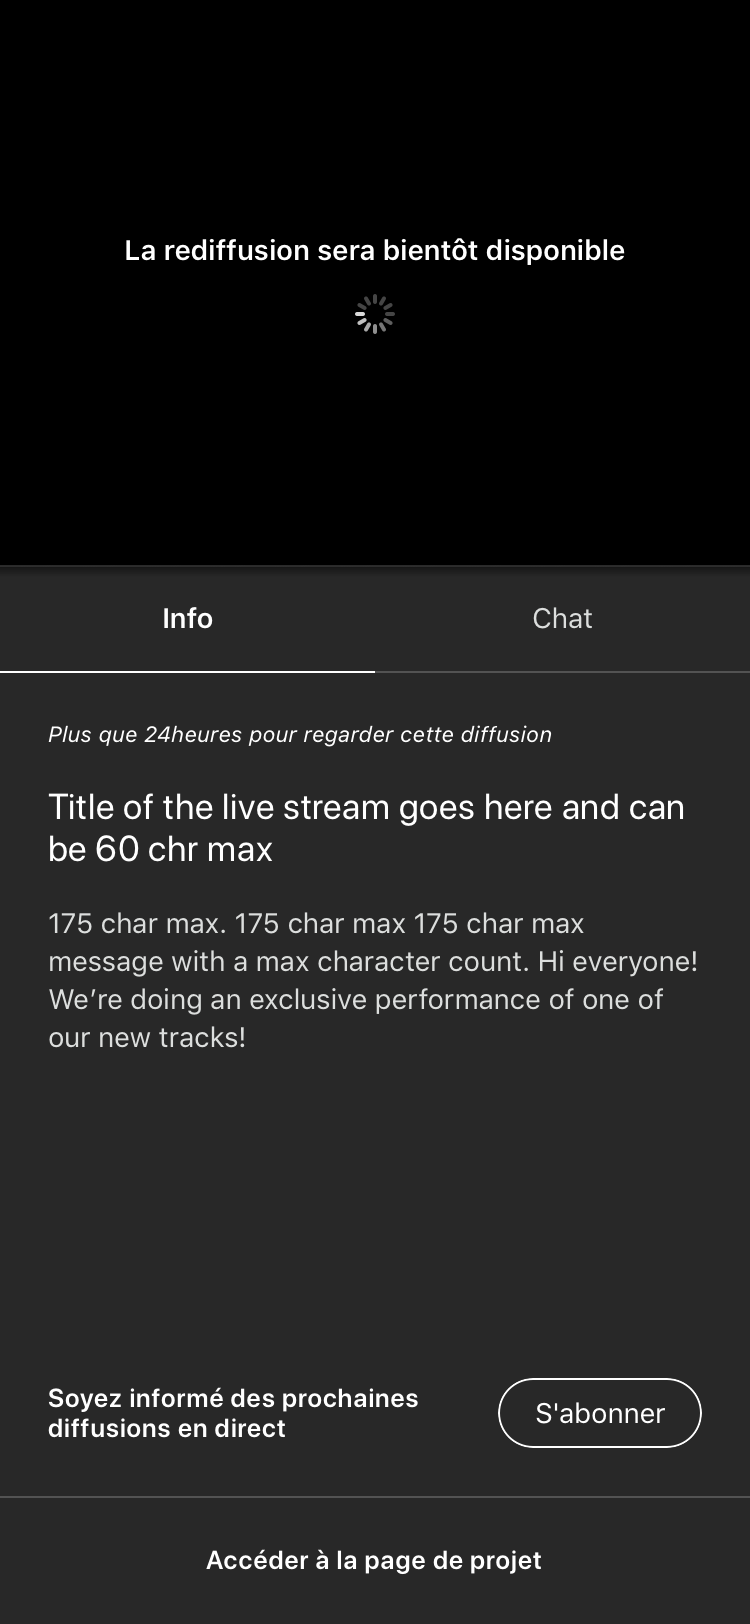 La rediffusion sera bientôt disponible
Info
Chat
Plus que 24heures pour regarder cette diffusion
Title of the live stream goes here and can
be 60 chr max
175 char max. 175 char max 175 char max
message with a max character count. Hi everyone!
We’re doing an exclusive performance of one of
our new tracks!
Soyez informé des prochaines
diffusions en direct
S'abonner
Accéder à la page de projet